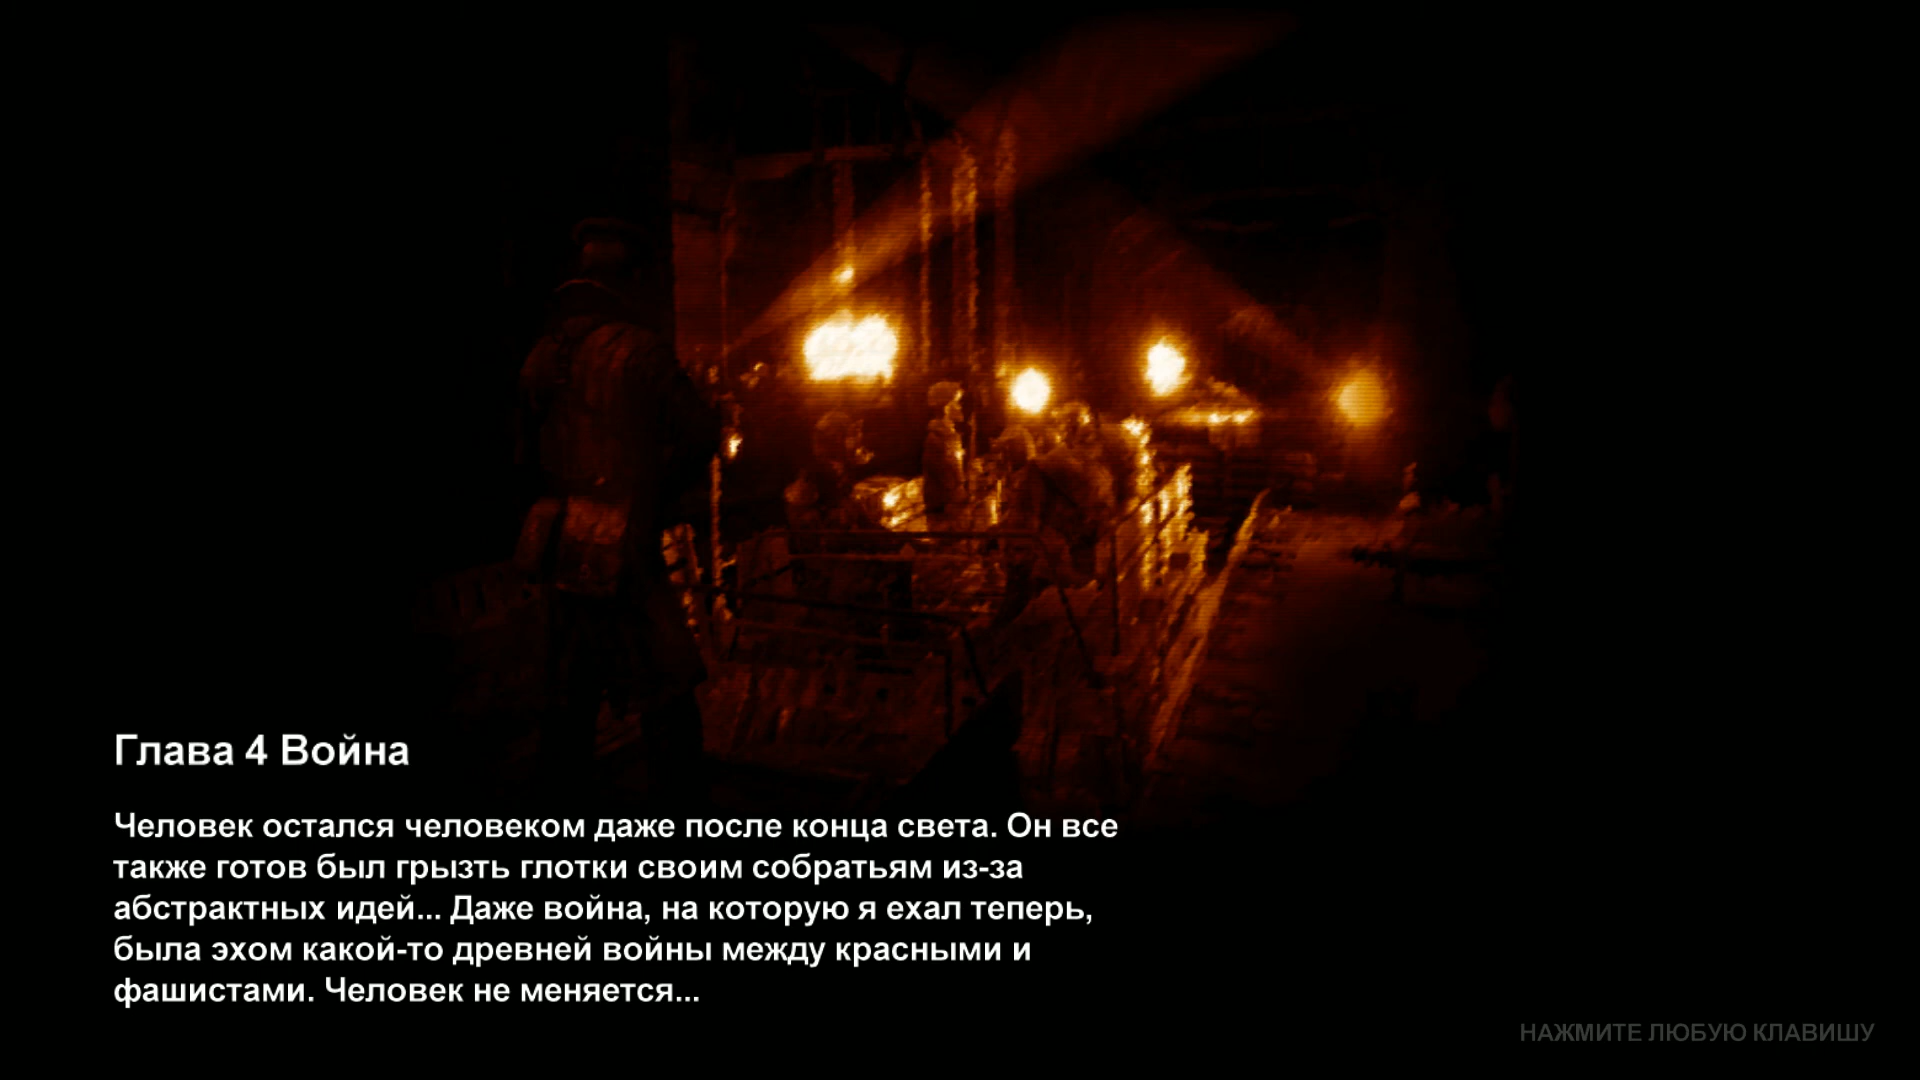 Глава 4 Война
Человек остался человеком даже после конца света. Он все
также готов был грызть глотки своим собратьям из-за
абстрактных идей... Даже война, на которую я ехал теперь,
была эхом какой-то древней войны между красными и
фашистами. Человек не меняется...
НАЖМИТЕ ЛЮБУЮ КЛАВИШУ